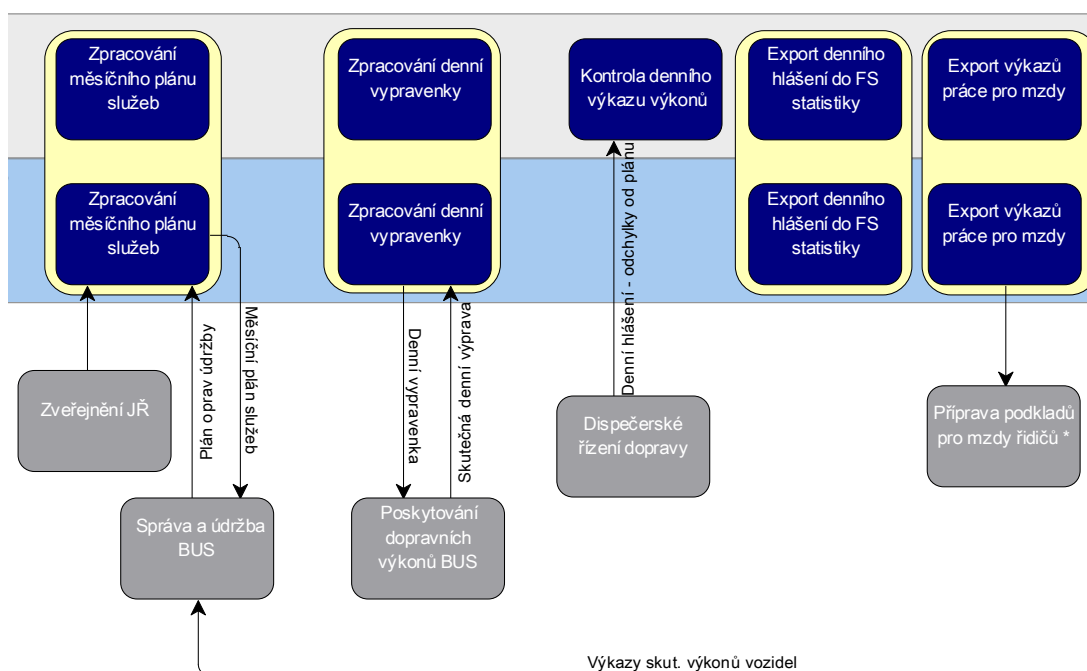 Zpracování
měsíčního plánu
služeb
Zpracování denní
vypravenky
Kontrola denního
výkazu výkonů
Export denního
hlášení do FS
statistiky
Export výkazů
práce pro mzdy
Zpracování
měsíčního plánu
služeb
Zpracování denní
vypravenky
Export denního
hlášení do FS
statistiky
Export výkazů
práce pro mzdy
Plán oprav údržby
Měsíční plán služeb
Denní vypravenka
Skutečná denní výprava
Denní hlášení - odchylky od plánu
Zveřejnění JŘ
Dispečerské
řízení dopravy
Příprava podkladů
pro mzdy řidičů *
Správa a údržba
BUS
Poskytování
dopravních
výkonů BUS
Výkazy skut. výkonů vozidel